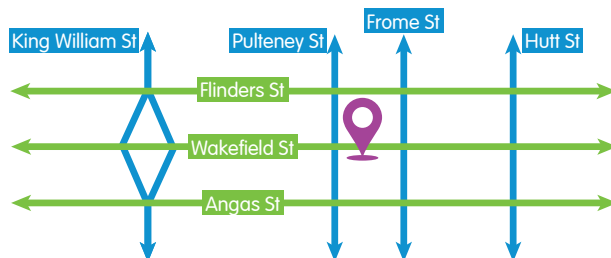 Frome St
King William St
Pulteney St
Hutt St
Flinders St
Wakefield St
Angas St